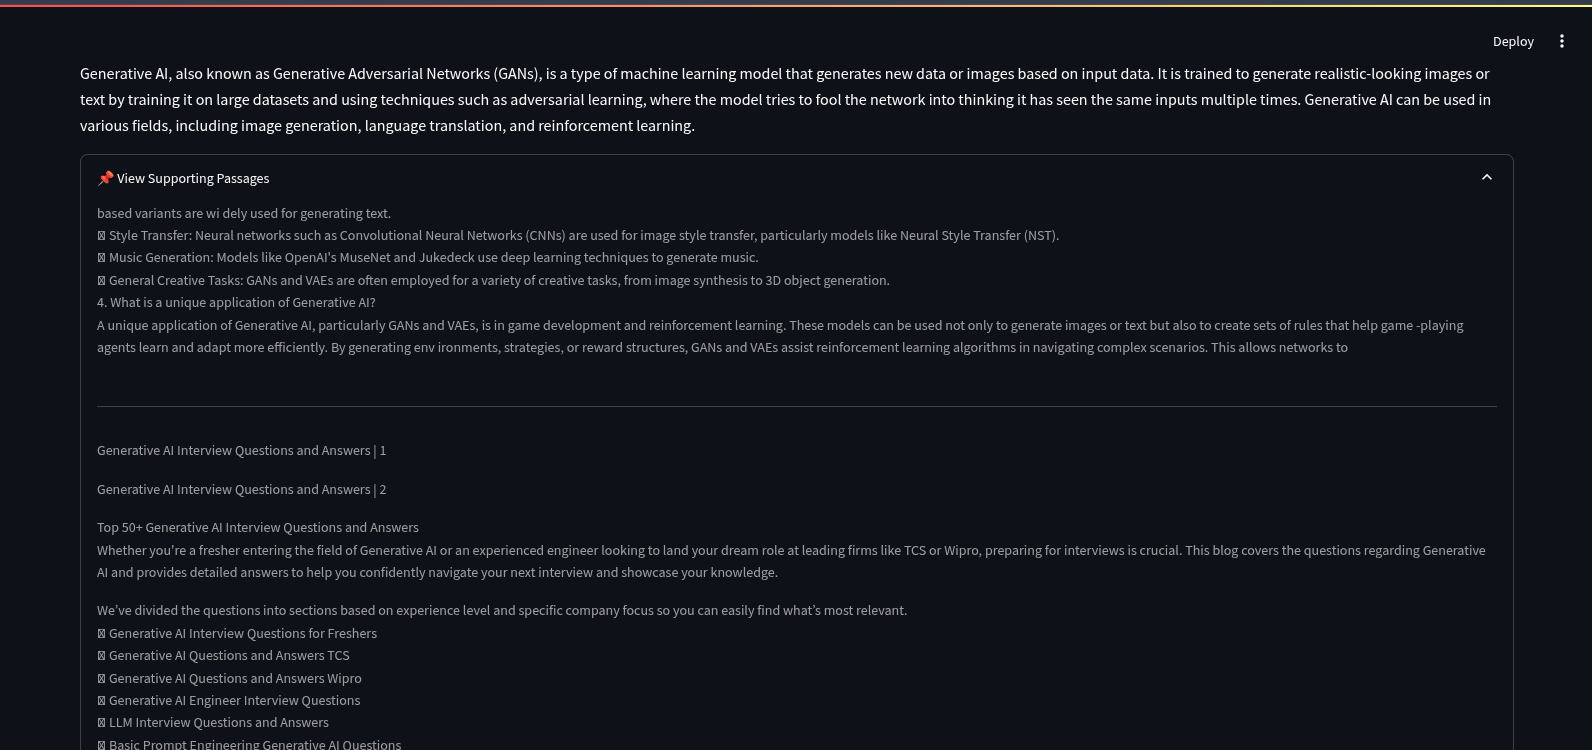 Deploy
Generative AI, also known as Generative Adversarial Networks (GANs), is a type of machine learning model that generates new data or images based on input data. It is trained to generate realistic-looking images or
text by training it on large datasets and using techniques such as adversarial learning, where the model tries to fool the network into thinking it has seen the same inputs multiple times. Generative AI can be used in
various fields, including image generation, language translation, and reinforcement learning.
📌 View Supporting Passages
based variants are wi dely used for generating text.
 Style Transfer: Neural networks such as Convolutional Neural Networks (CNNs) are used for image style transfer, particularly models like Neural Style Transfer (NST).
 Music Generation: Models like OpenAI's MuseNet and Jukedeck use deep learning techniques to generate music.
 General Creative Tasks: GANs and VAEs are often employed for a variety of creative tasks, from image synthesis to 3D object generation.
4. What is a unique application of Generative AI?
A unique application of Generative AI, particularly GANs and VAEs, is in game development and reinforcement learning. These models can be used not only to generate images or text but also to create sets of rules that help game -playing
agents learn and adapt more efficiently. By generating env ironments, strategies, or reward structures, GANs and VAEs assist reinforcement learning algorithms in navigating complex scenarios. This allows networks to
Generative AI Interview Questions and Answers | 1
Generative AI Interview Questions and Answers | 2
Top 50+ Generative AI Interview Questions and Answers
Whether you're a fresher entering the field of Generative AI or an experienced engineer looking to land your dream role at leading firms like TCS or Wipro, preparing for interviews is crucial. This blog covers the questions regarding Generative
AI and provides detailed answers to help you confidently navigate your next interview and showcase your knowledge.
We've divided the questions into sections based on experience level and specific company focus so you can easily find what's most relevant.
 Generative AI Interview Questions for Freshers
 Generative AI Questions and Answers TCS
 Generative AI Questions and Answers Wipro
 Generative AI Engineer Interview Questions
 LLM Interview Questions and Answers
 Basic Prompt Engineering Generative AI Questions